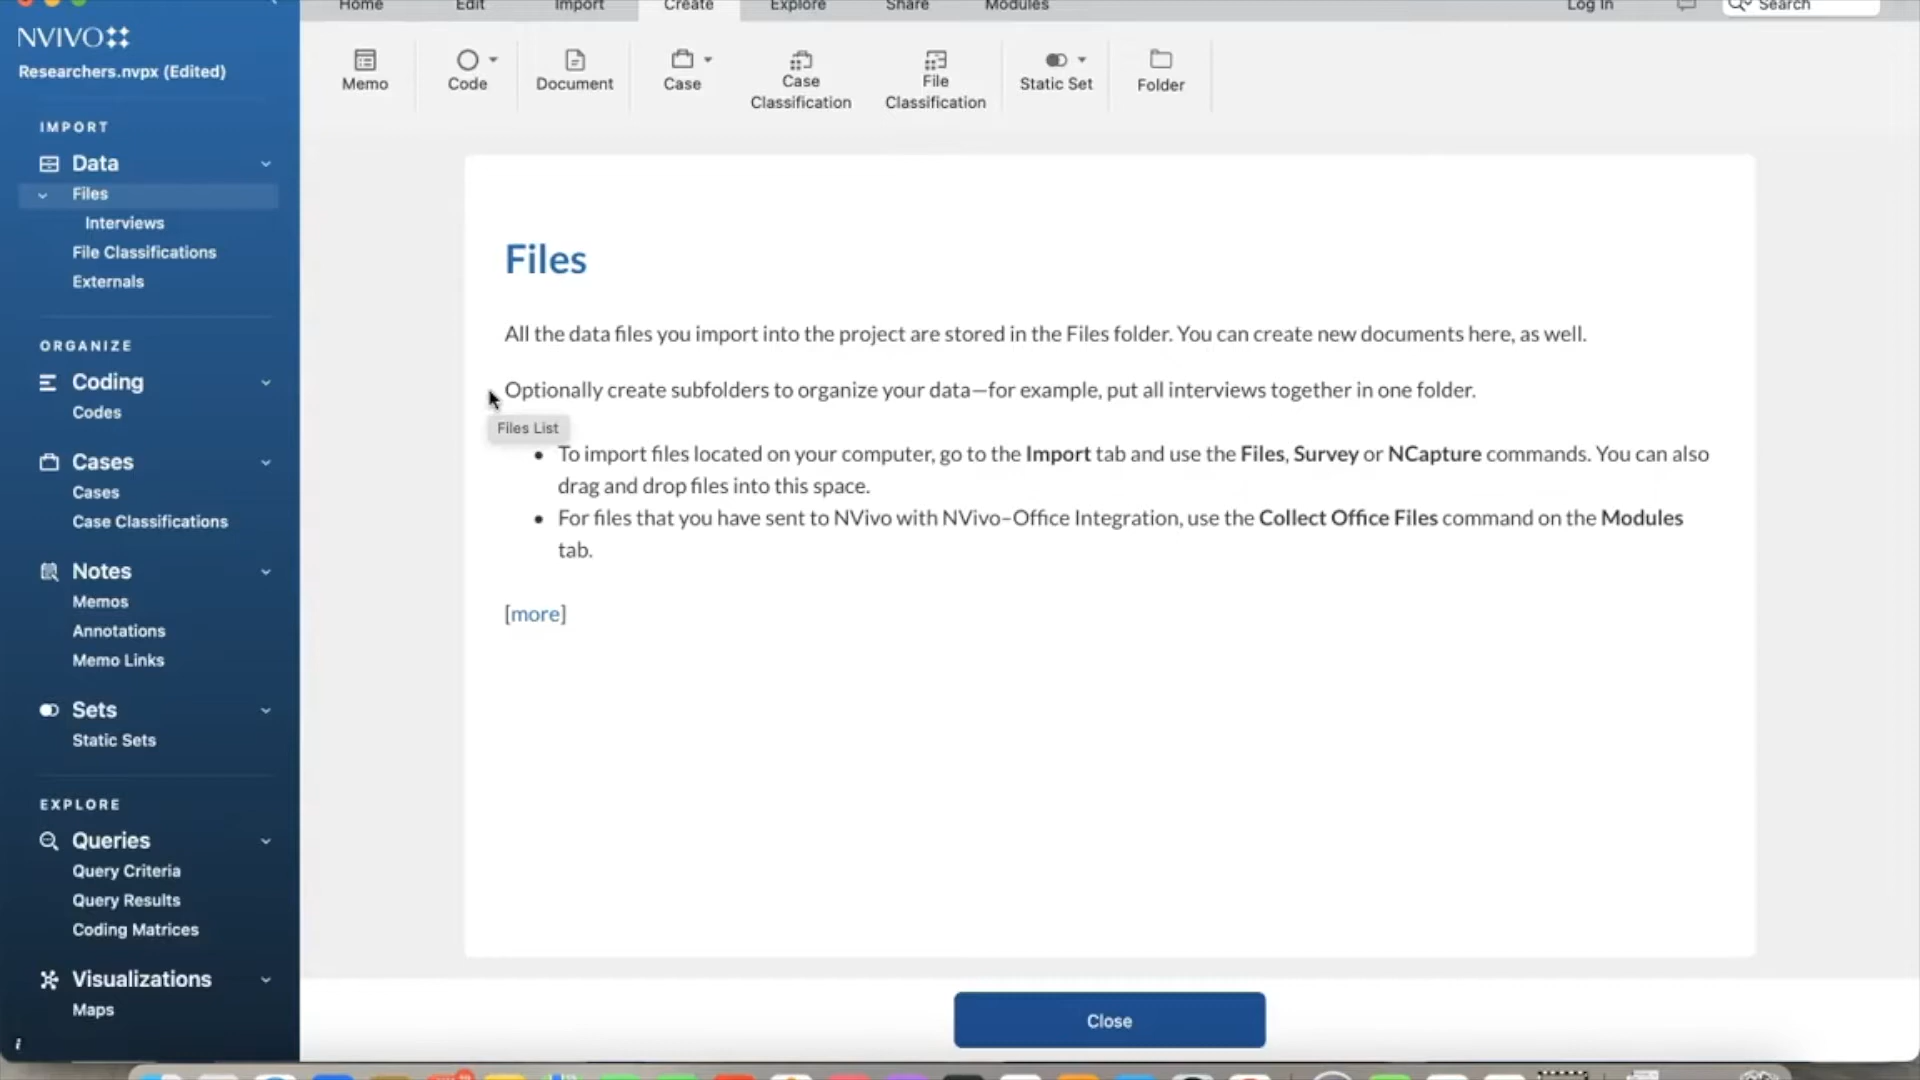 Home Edit Import Create Explore Share Modules Log In Search
NVIVO
Researchers.nvpx (Edited)
Memo Code Document Case Case Classification File Classification Static Set Folder
IMPORT
Data
Files
Interviews
File Classifications
Externals
ORGANIZE
Coding
Codes
Cases
Cases
Case Classifications
Notes
Memos
Annotations
Memo Links
Sets
Static Sets
EXPLORE
Queries
Query Criteria
Query Results
Coding Matrices
Visualizations
Maps
Files
All the data files you import into the project are stored in the Files folder. You can create new documents here, as well.
Optionally create subfolders to organize your data—for example, put all interviews together in one folder.
Files List
• To import files located on your computer, go to the Import tab and use the Files, Survey or NCapture commands. You can also
drag and drop files into this space.
• For files that you have sent to NVivo with NVivo–Office Integration, use the Collect Office Files command on the Modules
tab.
[more]
Close